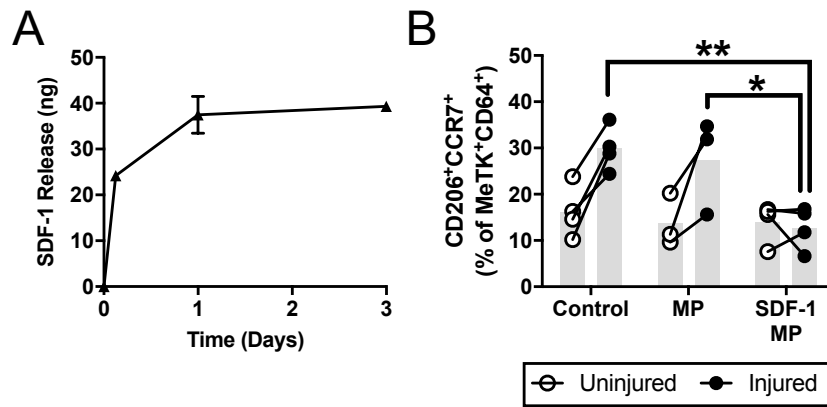 A
SDF-1 Release (ng)
50
40
30
20
10
0
0
1
2
3
Time (Days)
B
CD206⁺CCR7⁺
(% of MeTK⁺CD64⁺)
50
40
30
20
10
0
**
*
Control
MP
SDF-1
MP
Uninjured
Injured